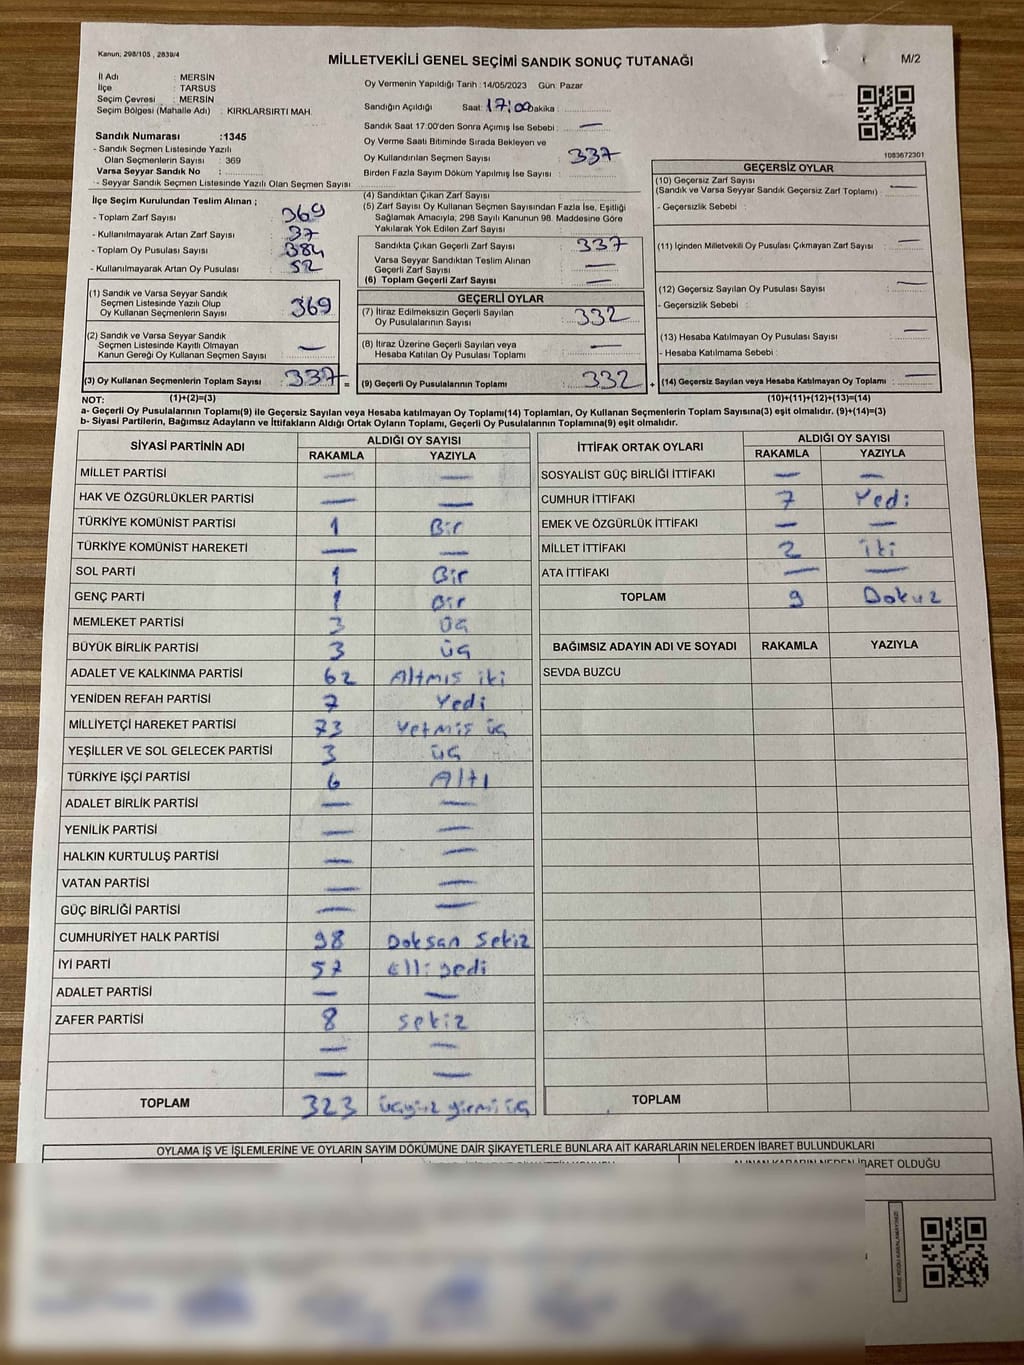 Kanun; 298/105 , 2839/4
MİLLETVEKİLİ GENEL SEÇİMİ SANDIK SONUÇ TUTANAĞI
M/2
İl Adı : MERSİN
İlçe : TARSUS
Seçim Çevresi : MERSİN
Seçim Bölgesi (Mahalle Adı) : KIRKLARSIRTI MAH.
Sandık Numarası :1345
- Sandık Seçmen Listesinde Yazılı
Olan Seçmenlerin Sayısı : 369
Varsa Seyyar Sandık No :
- Seyyar Sandık Seçmen Listesinde Yazılı Olan Seçmen Sayısı
Oy Vermenin Yapıldığı Tarih : 14/05/2023 Gün: Pazar
Sandığın Açıldığı Saat: 17:00 Dakika :
Sandık Saat 17.00'den Sonra Açımış İse Sebebi : —
Oy Verme Saati Bitiminde Sırada Bekleyen ve
Oy Kullandırılan Seçmen Sayısı : 337
Birden Fazla Sayım Döküm Yapılmış İse Sayısı :
1083672301
İlçe Seçim Kurulundan Teslim Alınan ;
- Toplam Zarf Sayısı : 369
- Kullanılmayarak Artan Zarf Sayısı : 37
- Toplam Oy Pusulası Sayısı : 384
- Kullanılmayarak Artan Oy Pusulası : 52
(1) Sandık ve Varsa Seyyar Sandık
Seçmen Listesinde Yazılı Olup
Oy Kullanan Seçmenlerin Sayısı : 369
(2) Sandık ve Varsa Seyyar Sandık
Seçmen Listesinde Kayıtlı Olmayan
Kanun Gereği Oy Kullanan Seçmen Sayısı : —
(3) Oy Kullanan Seçmenlerin Toplam Sayısı : 337 =
(4) Sandıktan Çıkan Zarf Sayısı :
(5) Zarf Sayısı Oy Kullanan Seçmen Sayısından Fazla İse, Eşitliği
Sağlamak Amacıyla, 298 Sayılı Kanunun 98. Maddesine Göre
Yakılarak Yok Edilen Zarf Sayısı :
Sandıkta Çıkan Geçerli Zarf Sayısı : 337
Varsa Seyyar Sandıktan Teslim Alınan
Geçerli Zarf Sayısı : —
(6) Toplam Geçerli Zarf Sayısı : —
GEÇERLİ OYLAR
(7) İtiraz Edilmeksizin Geçerli Sayılan
Oy Pusulalarının Sayısı : 332
(8) İtiraz Üzerine Geçerli Sayılan veya
Hesaba Katılan Oy Pusulası Toplamı : —
(9) Geçerli Oy Pusulalarının Toplamı : 332 +
GEÇERSİZ OYLAR
(10) Geçersiz Zarf Sayısı
(Sandık ve Varsa Seyyar Sandık Geçersiz Zarf Toplamı) : —
- Geçersizlik Sebebi :
(11) İçinden Milletvekili Oy Pusulası Çıkmayan Zarf Sayısı : —
(12) Geçersiz Sayılan Oy Pusulası Sayısı : —
- Geçersizlik Sebebi :
(13) Hesaba Katılmayan Oy Pusulası Sayısı : —
- Hesaba Katılmama Sebebi :
(14) Geçersiz Sayılan veya Hesaba Katılmayan Oy Toplamı : —
NOT: (1)+(2)=(3) (10)+(11)+(12)+(13)=(14)
a- Geçerli Oy Pusulalarının Toplamı(9) ile Geçersiz Sayılan veya Hesaba katılmayan Oy Toplamı(14) Toplamları, Oy Kullanan Seçmenlerin Toplam Sayısına(3) eşit olmalıdır. (9)+(14)=(3)
b- Siyasi Partilerin, Bağımsız Adayların ve İttifakların Aldığı Ortak Oyların Toplamı, Geçerli Oy Pusulalarının Toplamına(9) eşit olmalıdır.
SİYASİ PARTİNİN ADI ALDIĞI OY SAYISI
RAKAMLA YAZIYLA
MİLLET PARTİSİ — —
HAK VE ÖZGÜRLÜKLER PARTİSİ — —
TÜRKİYE KOMÜNİST PARTİSİ 1 Bir
TÜRKİYE KOMÜNİST HAREKETİ — —
SOL PARTİ 1 Bir
GENÇ PARTİ 1 Bir
MEMLEKET PARTİSİ 3 üç
BÜYÜK BİRLİK PARTİSİ 3 üç
ADALET VE KALKINMA PARTİSİ 62 Altmıs iki
YENİDEN REFAH PARTİSİ 7 Yedi
MİLLİYETÇİ HAREKET PARTİSİ 73 Yetmis üç
YEŞİLLER VE SOL GELECEK PARTİSİ 3 üç
TÜRKİYE İŞÇİ PARTİSİ 6 Altı
ADALET BİRLİK PARTİSİ — —
YENİLİK PARTİSİ — —
HALKIN KURTULUŞ PARTİSİ — —
VATAN PARTİSİ — —
GÜÇ BİRLİĞİ PARTİSİ — —
CUMHURİYET HALK PARTİSİ 98 Doksan Sekiz
İYİ PARTİ 57 Elli yedi
ADALET PARTİSİ — —
ZAFER PARTİSİ 8 sekiz
— —
— —
TOPLAM 323 üçyüz yirmi üç
İTTİFAK ORTAK OYLARI ALDIĞI OY SAYISI
RAKAMLA YAZIYLA
SOSYALİST GÜÇ BİRLİĞİ İTTİFAKI — —
CUMHUR İTTİFAKI 7 Yedi
EMEK VE ÖZGÜRLÜK İTTİFAKI — —
MİLLET İTTİFAKI 2 iki
ATA İTTİFAKI — —
TOPLAM 9 Dokuz
BAĞIMSIZ ADAYIN ADI VE SOYADI RAKAMLA YAZIYLA
SEVDA BUZCU
TOPLAM
OYLAMA İŞ VE İŞLEMLERİNE VE OYLARIN SAYIM DÖKÜMÜNE DAİR ŞİKAYETLERLE BUNLARA AİT KARARLARIN NELERDEN İBARET BULUNDUKLARI
ALINAN KARARIN NEDEN İBARET OLDUĞU